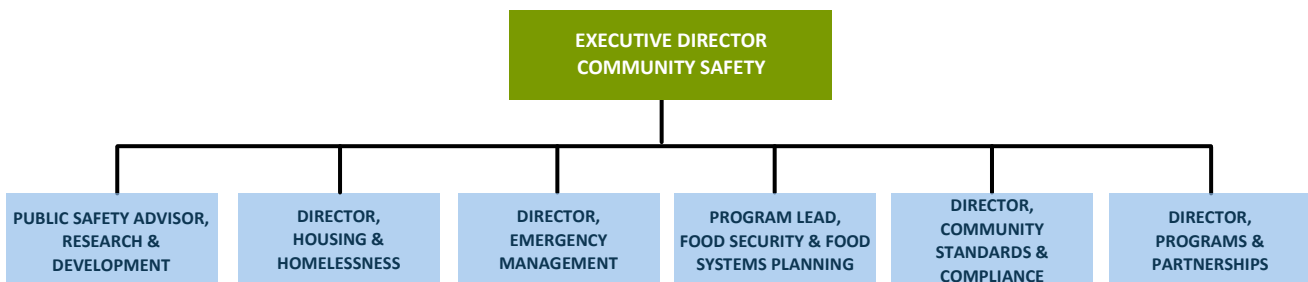 EXECUTIVE DIRECTOR
COMMUNITY SAFETY
PUBLIC SAFETY ADVISOR,
RESEARCH &
DEVELOPMENT
DIRECTOR,
HOUSING &
HOMELESSNESS
DIRECTOR,
EMERGENCY
MANAGEMENT
PROGRAM LEAD,
FOOD SECURITY & FOOD
SYSTEMS PLANNING
DIRECTOR,
COMMUNITY
STANDARDS &
COMPLIANCE
DIRECTOR,
PROGRAMS &
PARTNERSHIPS